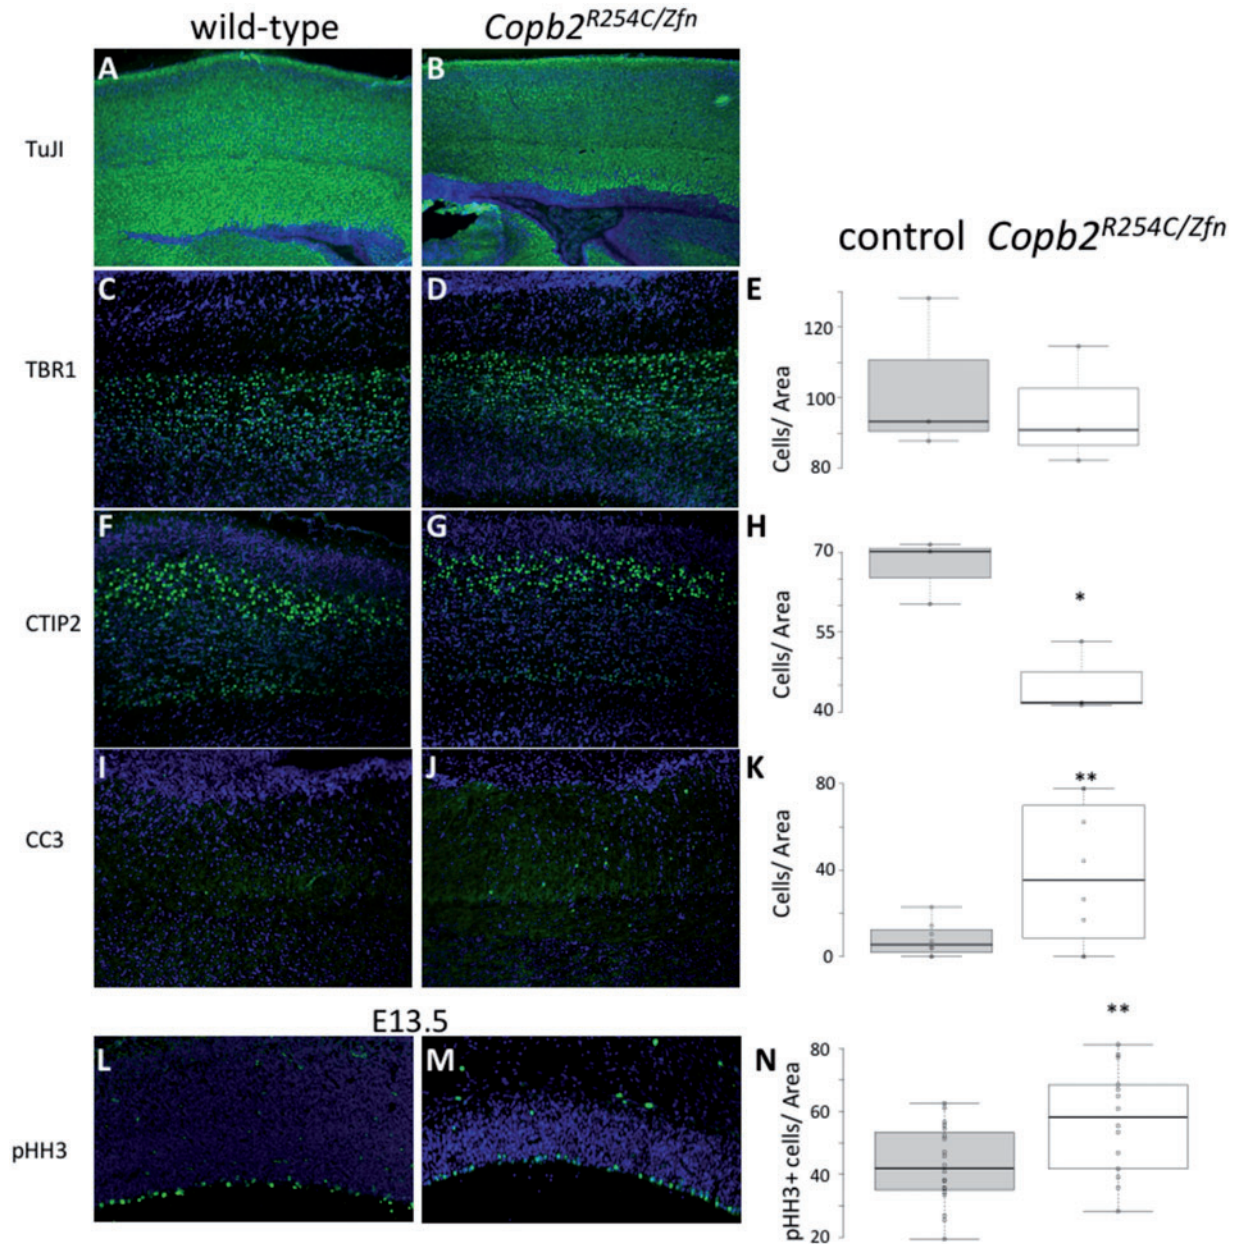 wild-type Copb2R254C/Zfn
A B
TuJI
control Copb2R254C/Zfn
C D E
TBR1
120
100
80
Cells/ Area
F G H
CTIP2
70
55
40
Cells/ Area
*
I J K
CC3
80
40
0
Cells/ Area
**
E13.5
L M N
pHH3
80
60
40
20
pHH3+ cells/ Area
**